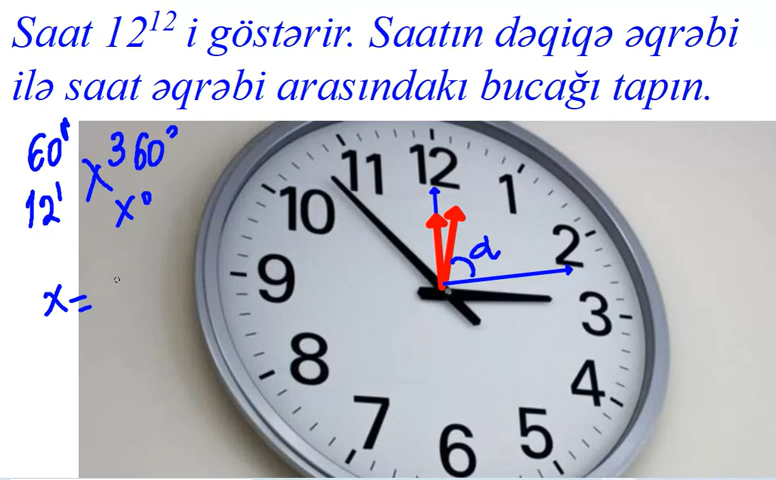 Saat 12¹² i göstərir. Saatın dəqiqə əqrəbi
ilə saat əqrəbi arasındakı bucağı tapın.
60' 360°
12' x°
x=
α
12
1
2
3
4
5
6
7
8
9
10
11